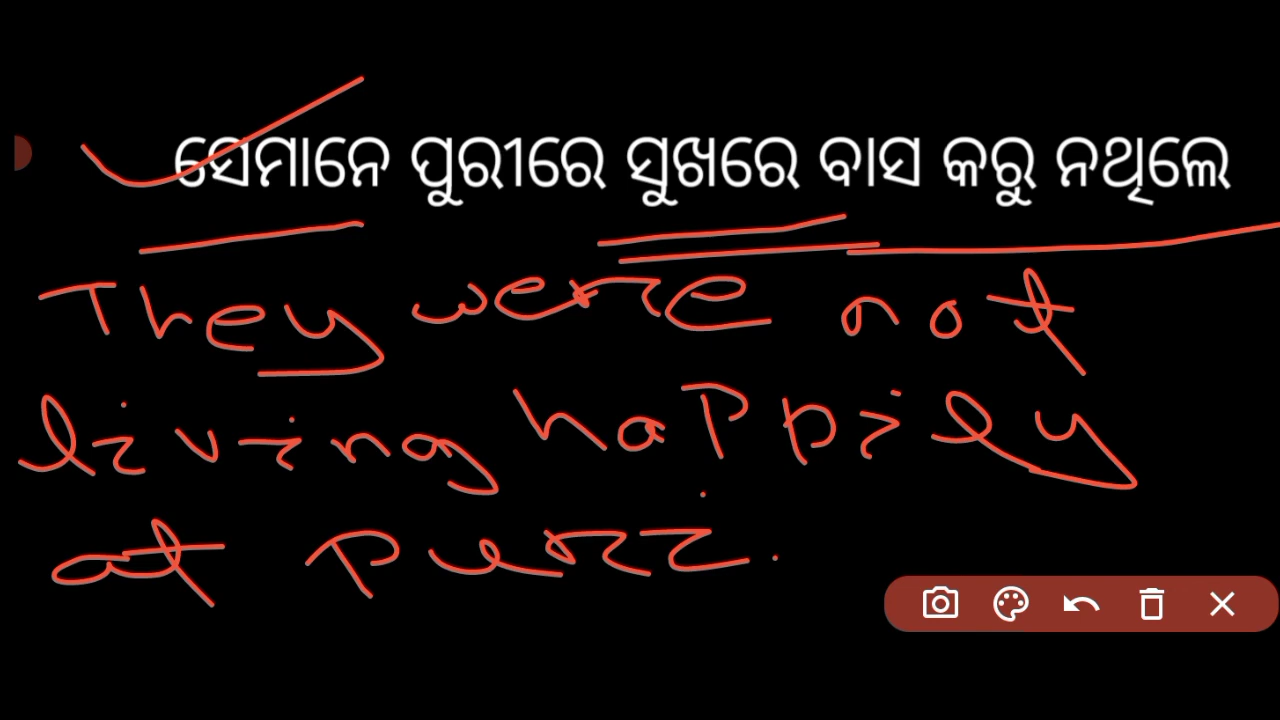 ସେମାନେ ପୁରୀରେ ସୁଖରେ ବାସ କରୁ ନଥିଲେ
They were not
living happily
at puri.